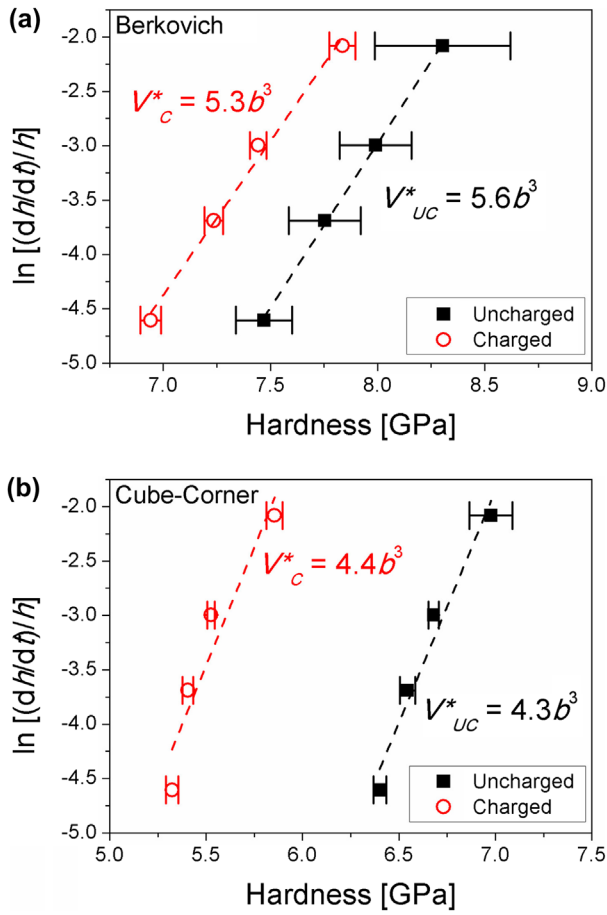 (a)
Berkovich
V*C = 5.3b³
V*UC = 5.6b³
ln [(dh/dt)/h]
-2.0
-2.5
-3.0
-3.5
-4.0
-4.5
-5.0
Uncharged
Charged
7.0 7.5 8.0 8.5 9.0
Hardness [GPa]
(b)
Cube-Corner
V*C = 4.4b³
V*UC = 4.3b³
ln [(dh/dt)/h]
-2.0
-2.5
-3.0
-3.5
-4.0
-4.5
-5.0
Uncharged
Charged
5.0 5.5 6.0 6.5 7.0 7.5
Hardness [GPa]